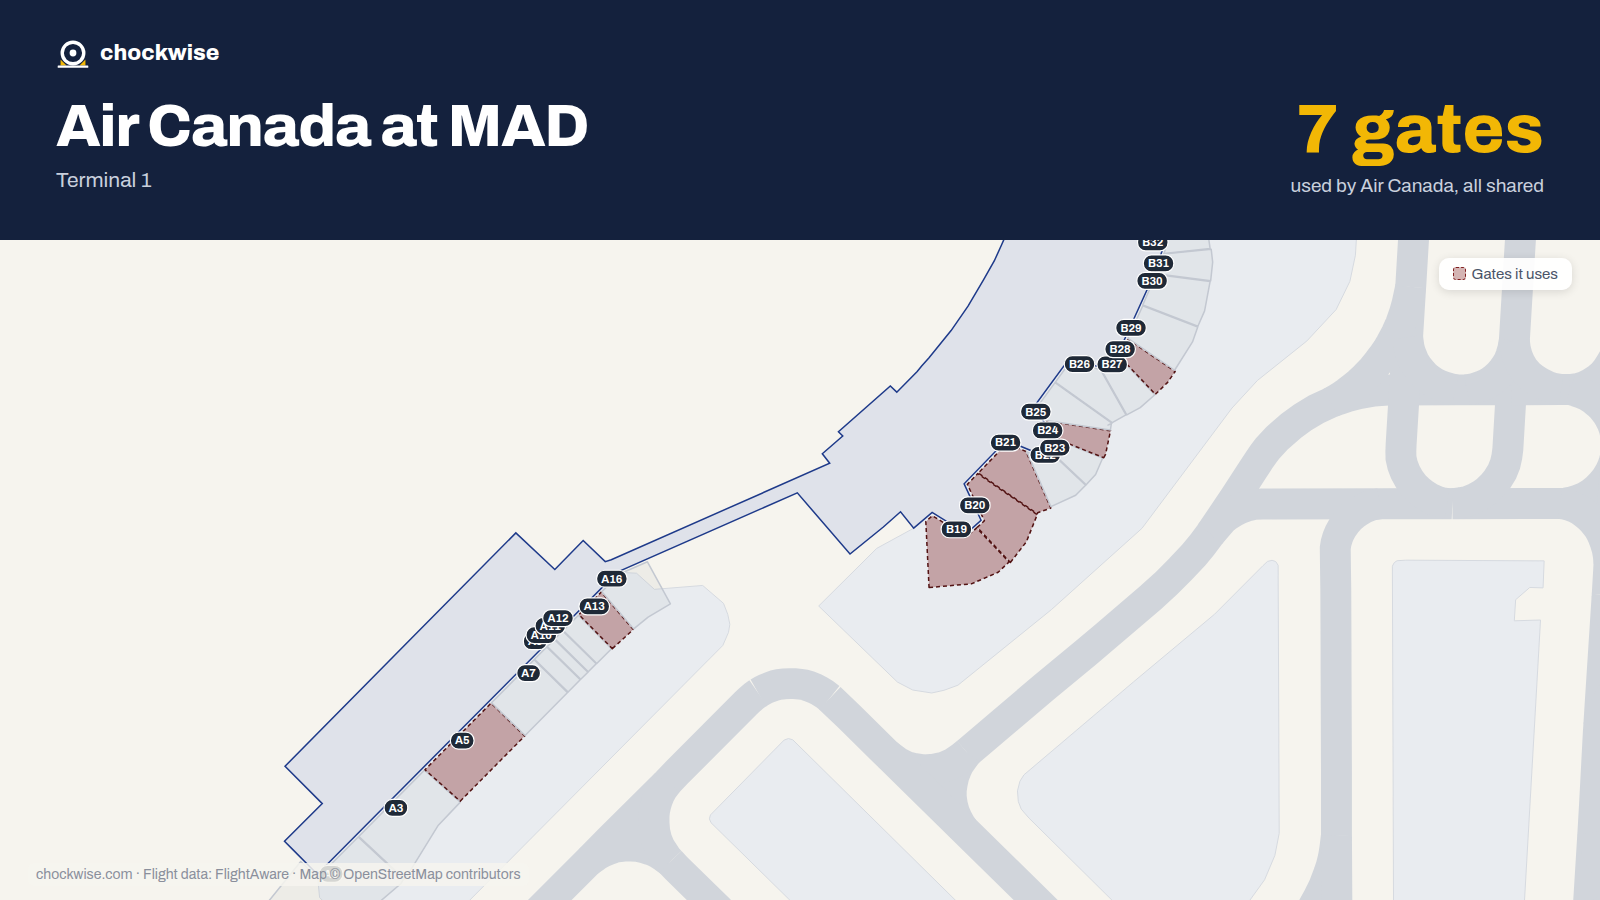 chockwise
Air Canada at MAD
Terminal 1
7 gates
used by Air Canada, all shared
Gates it uses
B32
B31
B30
B29
B28
B27
B26
B25
B24
B23
B21
B20
B19
A16
A13
A12
A7
A5
A3
chockwise.com · Flight data: FlightAware · Map © OpenStreetMap contributors